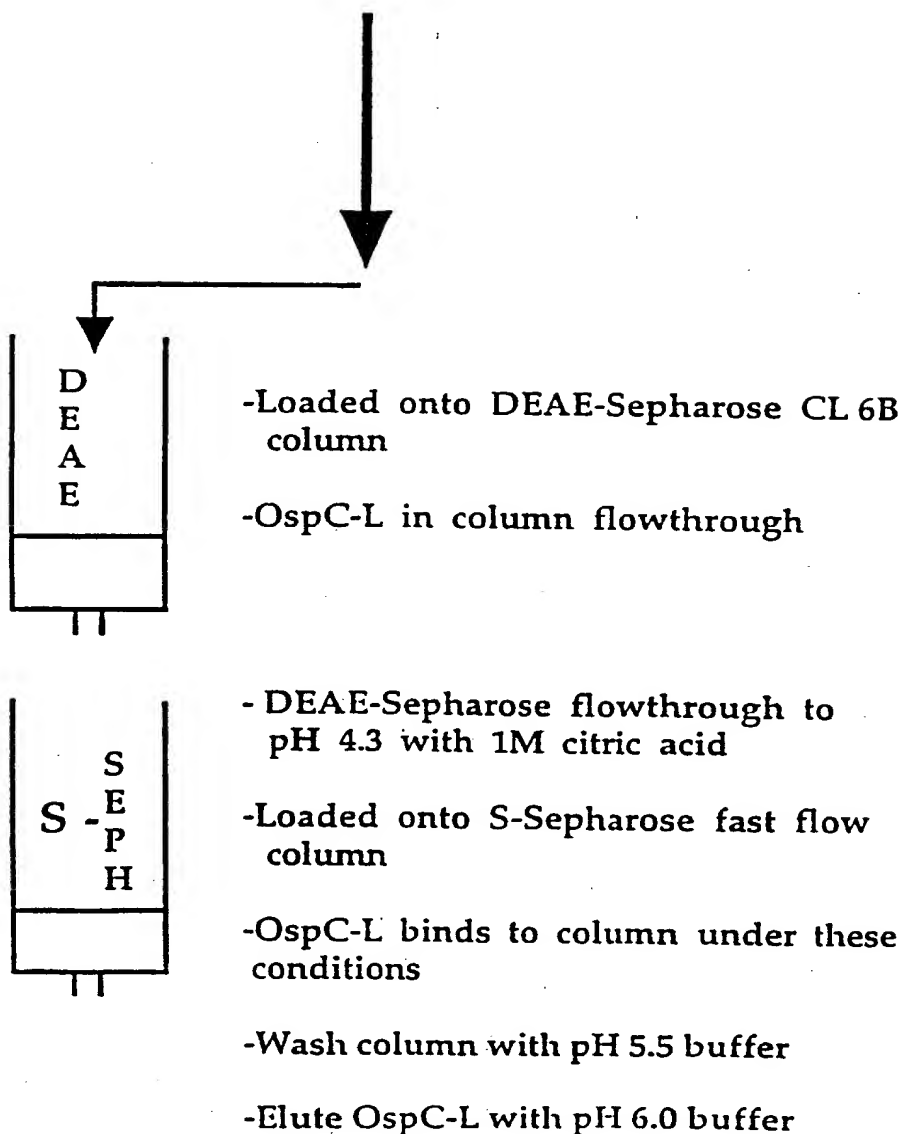 DEAE
-Loaded onto DEAE-Sepharose CL 6B
column
-OspC-L in column flowthrough
S - SEPH
- DEAE-Sepharose flowthrough to
pH 4.3 with 1M citric acid
-Loaded onto S-Sepharose fast flow
column
-OspC-L binds to column under these
conditions
-Wash column with pH 5.5 buffer
-Elute OspC-L with pH 6.0 buffer